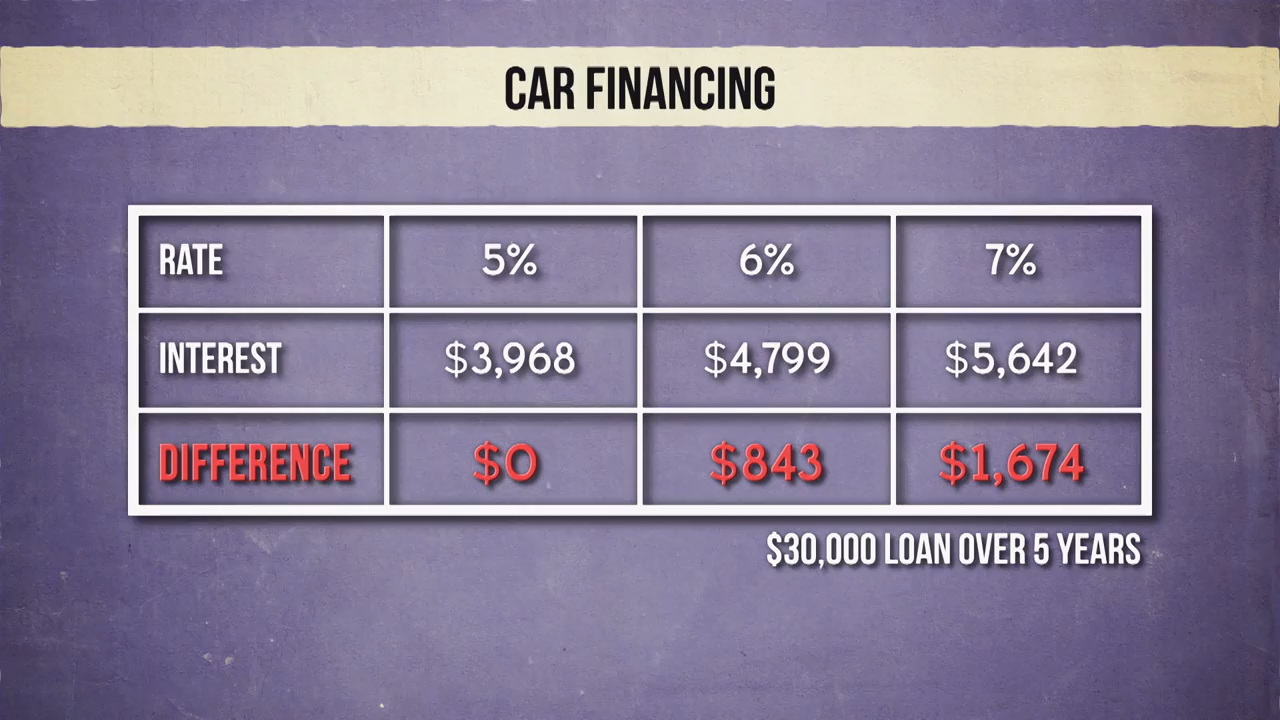 CAR FINANCING
RATE 5% 6% 7%
INTEREST $3,968 $4,799 $5,642
DIFFERENCE $0 $843 $1,674
$30,000 LOAN OVER 5 YEARS